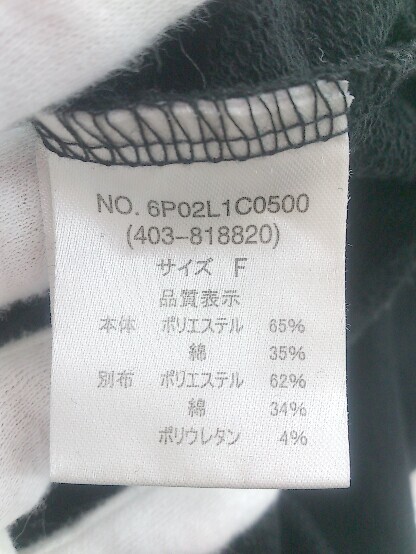 NO. 6P02L1C0500
(403-818820)
サイズ F
品質表示
本体 ポリエステル 65%
綿 35%
別布 ポリエステル 62%
綿 34%
ポリウレタン 4%